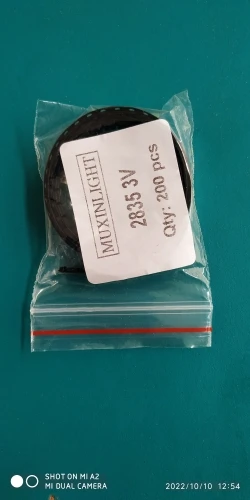 MUXINLIGHT
2835 3V
Qty: 200 pcs
SHOT ON MI A2
MI DUAL CAMERA
2022/10/10 12:54